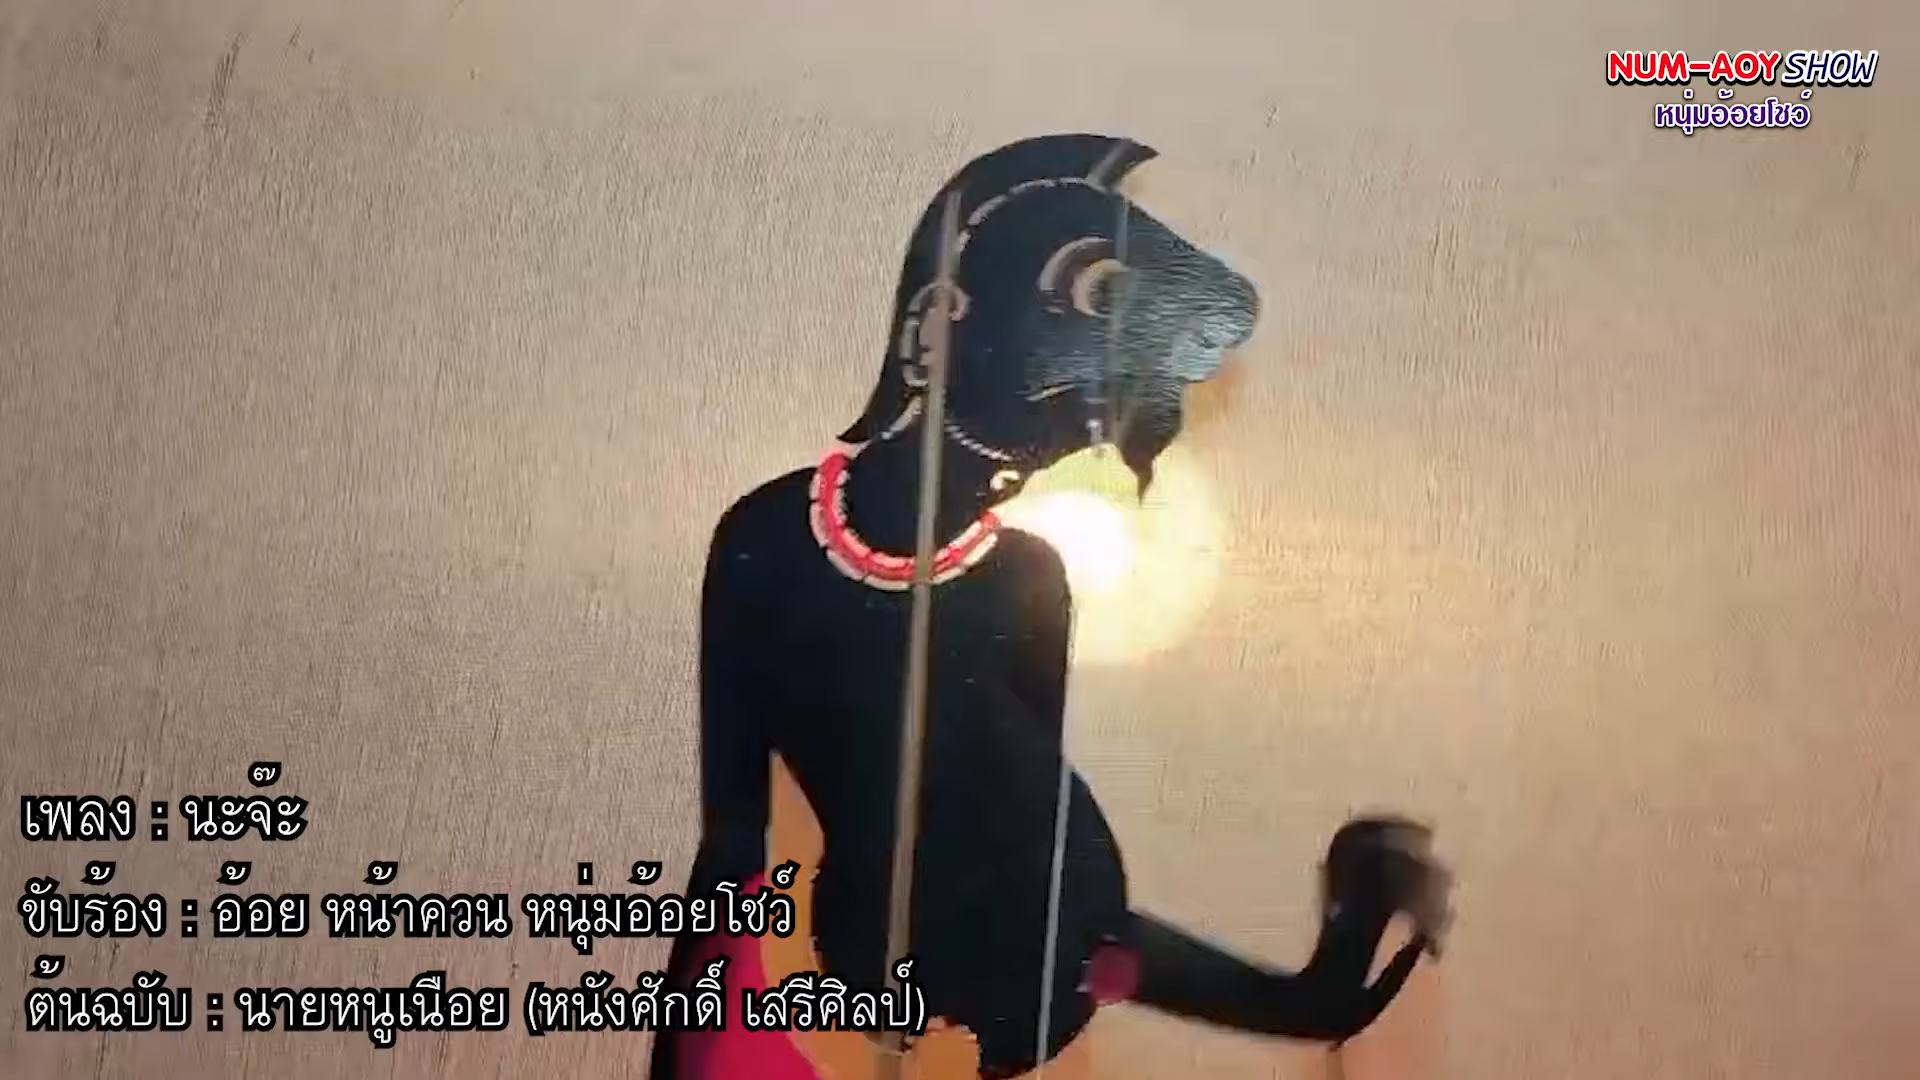 NUM-AOY SHOW
หนุ่มอ้อยโชว์
เพลง : นะจ๊ะ
ขับร้อง : อ้อย หน้าควน หนุ่มอ้อยโชว์
ต้นฉบับ : นายหนูเนือย (หนังศักดิ์ เสรีศิลป์)